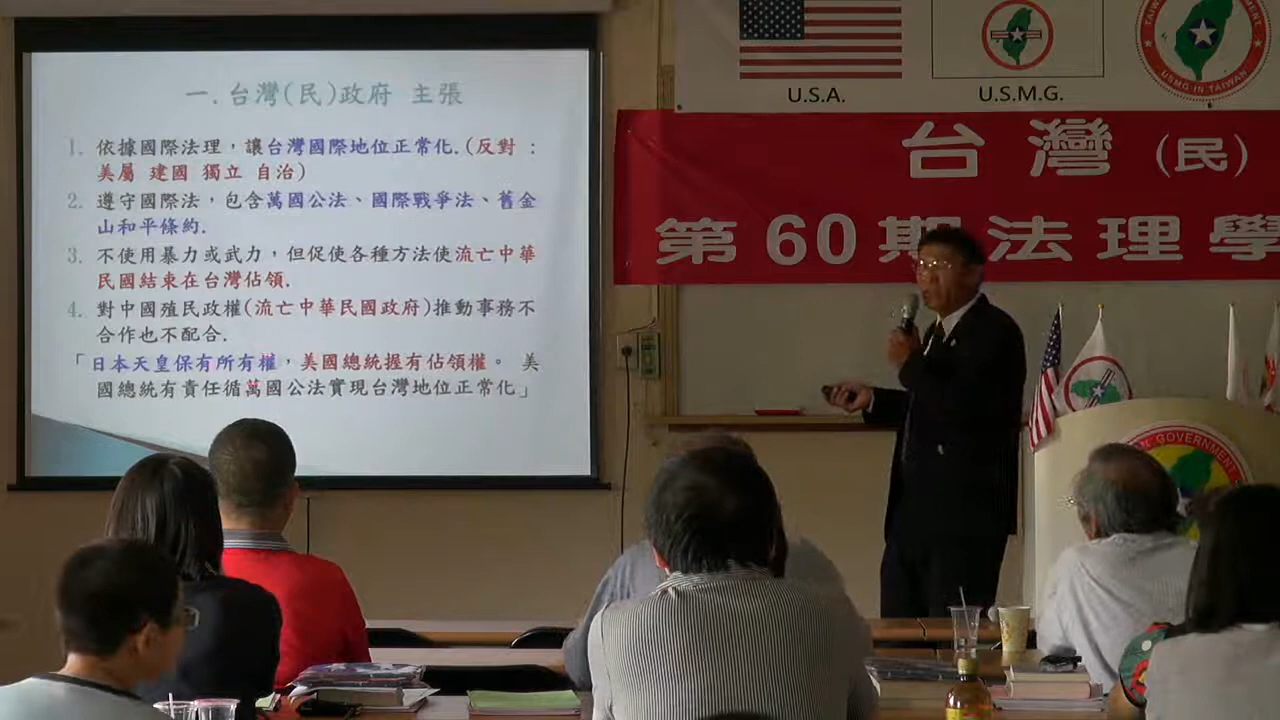 一.台灣(民)政府 主張
1. 依據國際法理，讓台灣國際地位正常化.(反對：
美屬 建國 獨立 自治)
2. 遵守國際法，包含萬國公法、國際戰爭法、舊金
山和平條約.
3. 不使用暴力或武力，但促使各種方法使流亡中華
民國結束在台灣佔領.
4. 對中國殖民政權(流亡中華民國政府)推動事務不
合作也不配合.
「日本天皇保有所有權，美國總統握有佔領權。 美
國總統有責任循萬國公法實現台灣地位正常化」
U.S.A.
U.S.M.G.
USMG IN TAIWAN
台灣(民)
第60期法理學
GOVERNMENT